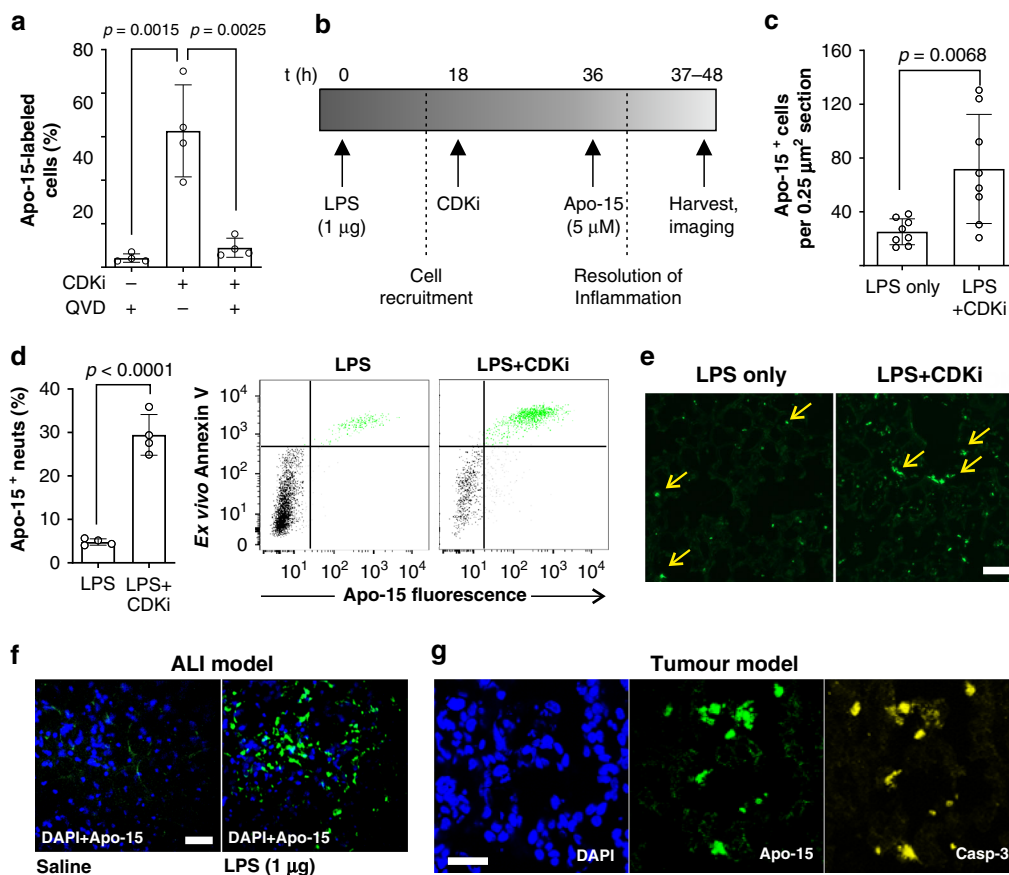 a
p = 0.0015 p = 0.0025
80
60
40
20
0
Apo-15-labeled
cells (%)
CDKi – + +
QVD + – +
b
t (h) 0 18 36 37–48
LPS
(1 μg)
CDKi
Apo-15
(5 μM)
Harvest,
imaging
Cell
recruitment
Resolution of
Inflammation
c
p = 0.0068
160
120
80
40
0
Apo-15 + cells
per 0.25 μm² section
LPS only
LPS
+CDKi
d
p < 0.0001
40
30
20
10
0
Apo-15 + neuts (%)
LPS
LPS+
CDKi
LPS LPS+CDKi
Ex vivo Annexin V
10⁴
10³
10²
10¹
0
10¹ 10² 10³ 10⁴ 10¹ 10² 10³ 10⁴
Apo-15 fluorescence
e
LPS only LPS+CDKi
f
ALI model
DAPI+Apo-15 DAPI+Apo-15
Saline LPS (1 μg)
g
Tumour model
DAPI Apo-15 Casp-3